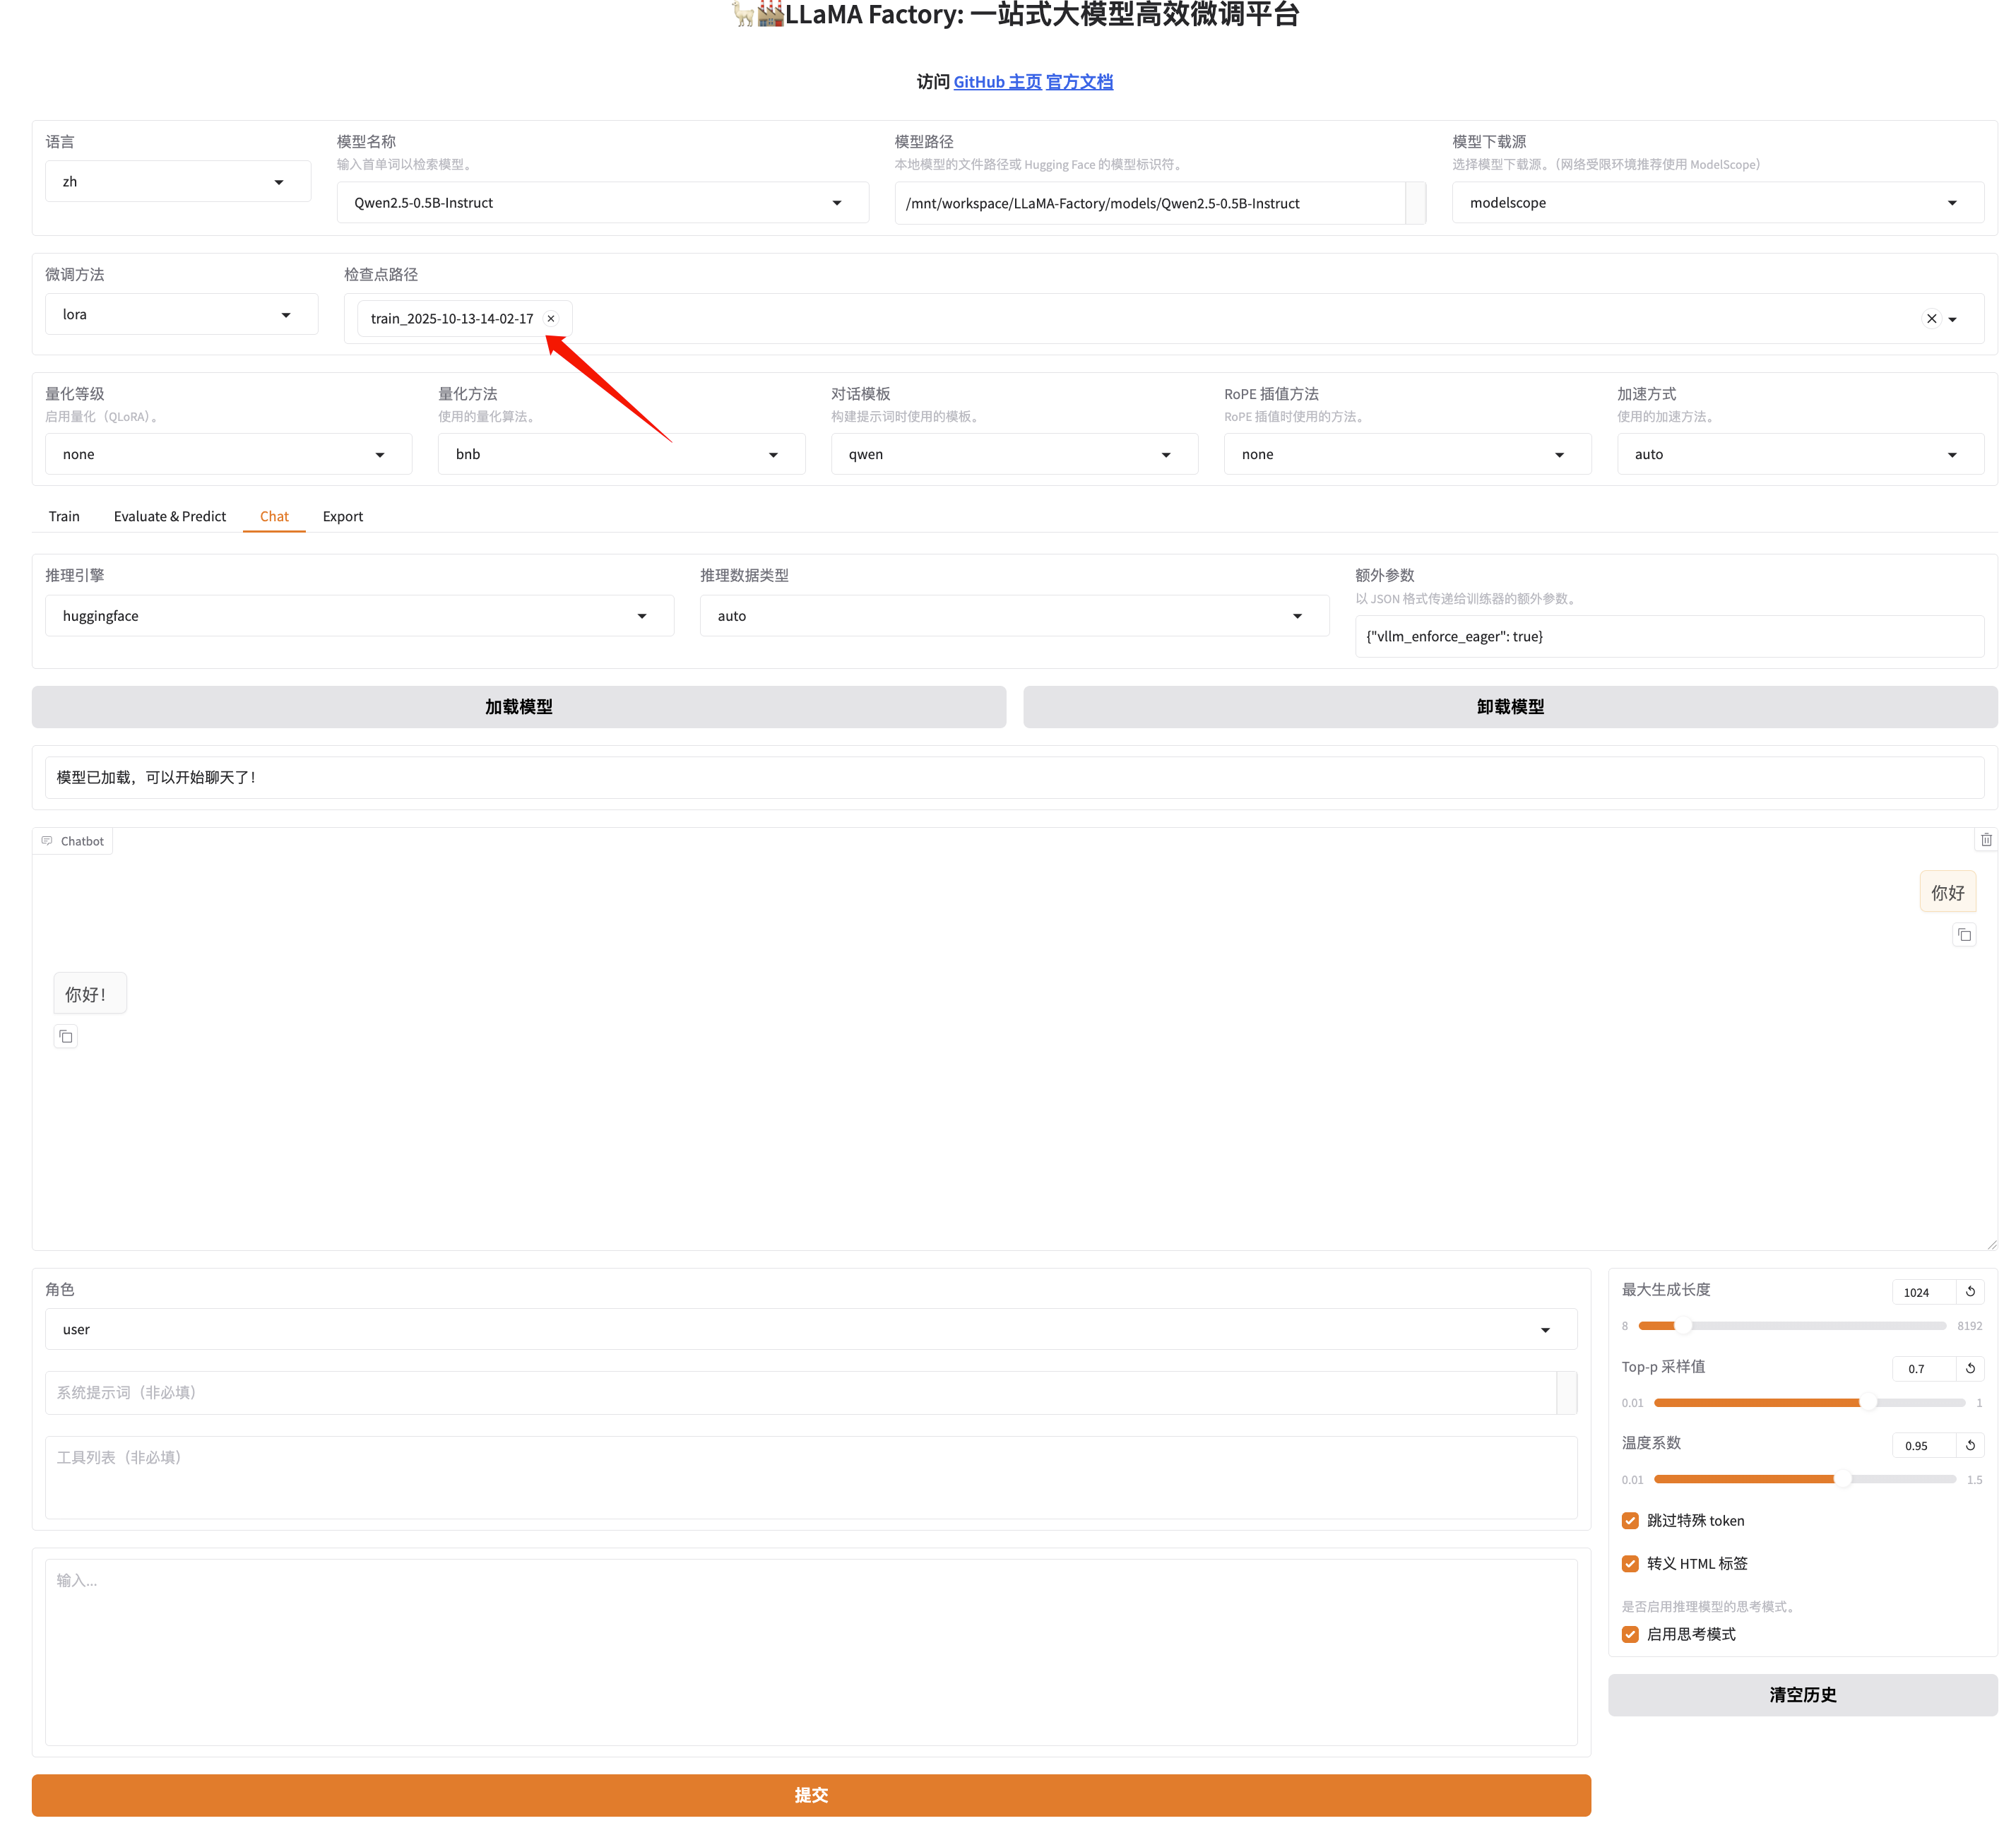 LLaMA Factory: 一站式大模型高效微调平台
访问 GitHub 主页 官方文档
语言
zh
模型名称
输入首单词以检索模型。
Qwen2.5-0.5B-Instruct
模型路径
本地模型的文件路径或 Hugging Face 的模型标识符。
/mnt/workspace/LLaMA-Factory/models/Qwen2.5-0.5B-Instruct
模型下载源
选择模型下载源。（网络受限环境推荐使用 ModelScope）
modelscope
微调方法
lora
检查点路径
train_2025-10-13-14-02-17
量化等级
启用量化（QLoRA）。
none
量化方法
使用的量化算法。
bnb
对话模板
构建提示词时使用的模板。
qwen
RoPE 插值方法
RoPE 插值时使用的方法。
none
加速方式
使用的加速方法。
auto
Train Evaluate & Predict Chat Export
推理引擎
huggingface
推理数据类型
auto
额外参数
以 JSON 格式传递给训练器的额外参数。
{"vllm_enforce_eager": true}
加载模型
卸载模型
模型已加载，可以开始聊天了！
Chatbot
你好
你好！
角色
user
系统提示词（非必填）
工具列表（非必填）
输入...
提交
最大生成长度
1024
8 8192
Top-p 采样值
0.7
0.01 1
温度系数
0.95
0.01 1.5
跳过特殊 token
转义 HTML 标签
是否启用推理模型的思考模式。
启用思考模式
清空历史